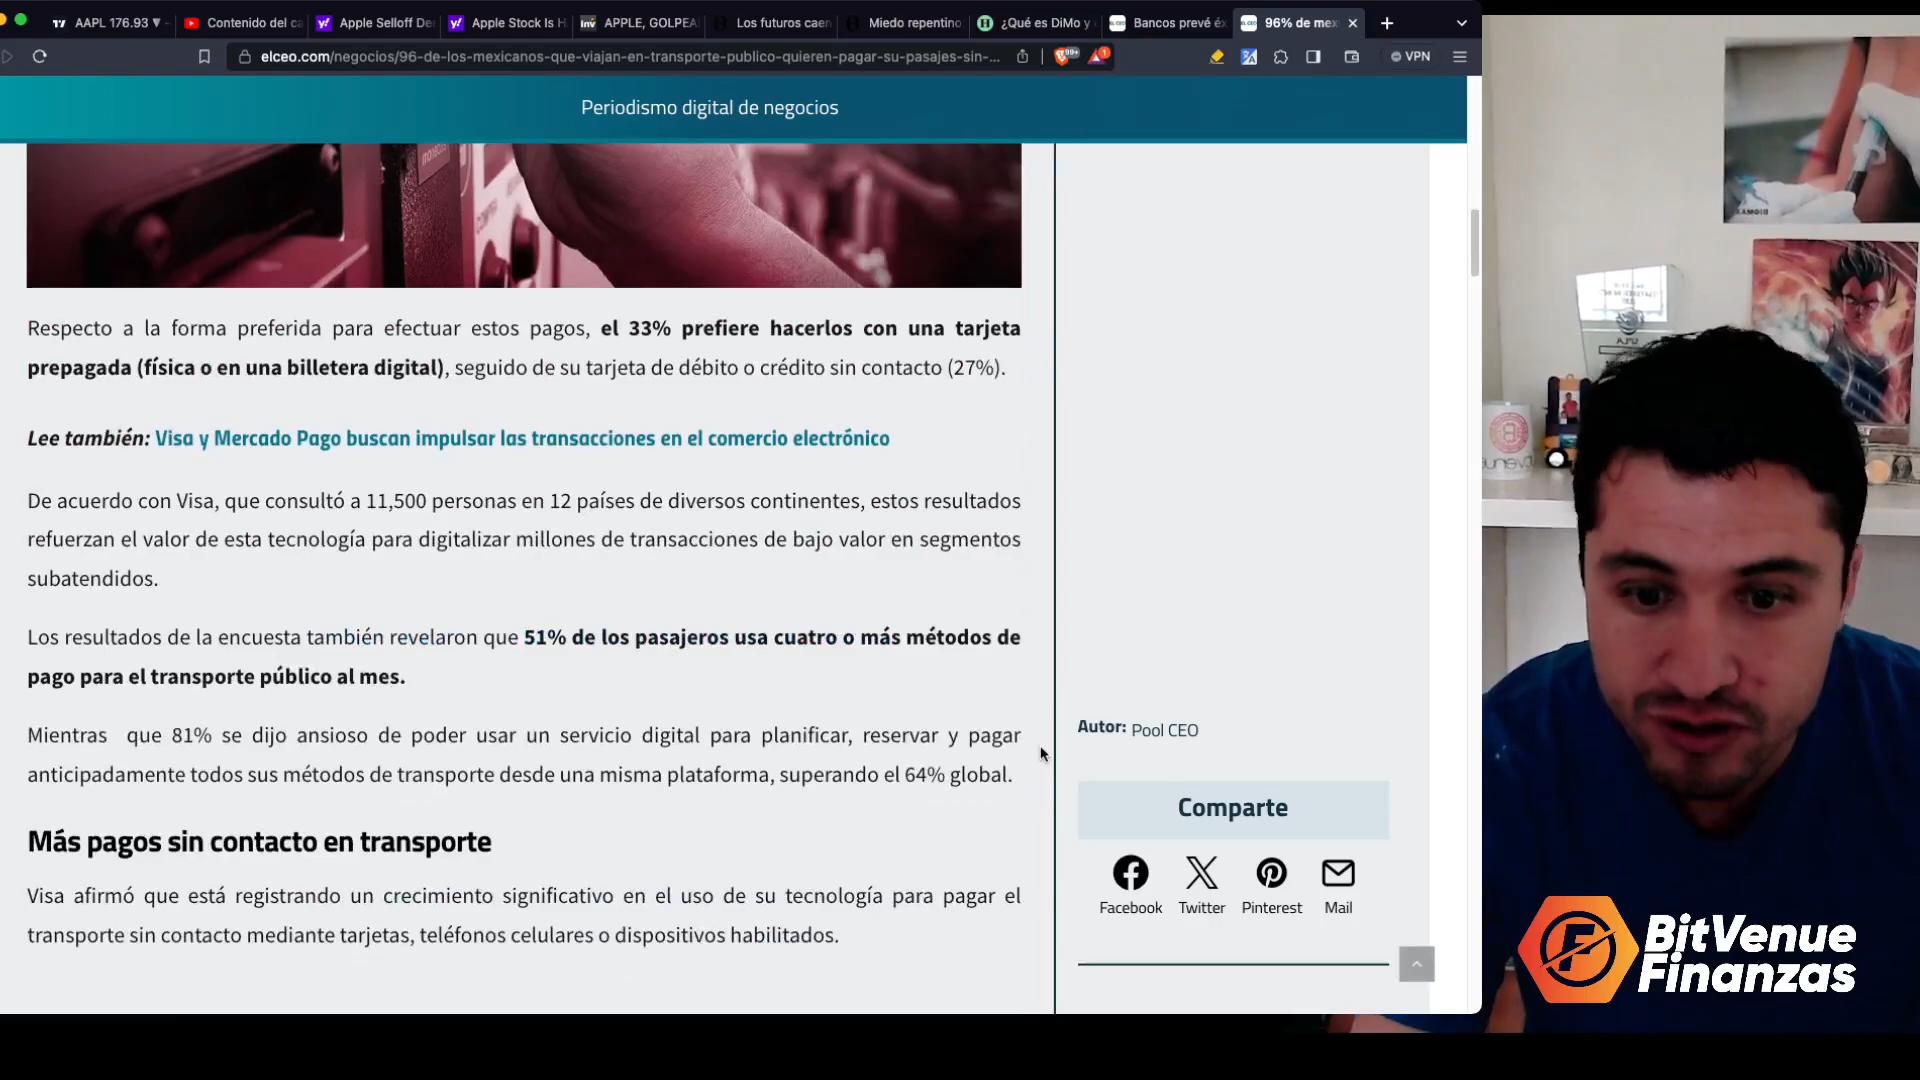 AAPL 176.93 ▼
Contenido del ca
Apple Selloff De
Apple Stock Is H
APPLE, GOLPEA
Los futuros caen
Miedo repentino
¿Qué es DiMo y
Bancos prevé éx
96% de mex
elceo.com/negocios/96-de-los-mexicanos-que-viajan-en-transporte-publico-quieren-pagar-su-pasajes-sin-...
99+
1
VPN
Periodismo digital de negocios
Respecto a la forma preferida para efectuar estos pagos, el 33% prefiere hacerlos con una tarjeta
prepagada (física o en una billetera digital), seguido de su tarjeta de débito o crédito sin contacto (27%).
Lee también: Visa y Mercado Pago buscan impulsar las transacciones en el comercio electrónico
De acuerdo con Visa, que consultó a 11,500 personas en 12 países de diversos continentes, estos resultados
refuerzan el valor de esta tecnología para digitalizar millones de transacciones de bajo valor en segmentos
subatendidos.
Los resultados de la encuesta también revelaron que 51% de los pasajeros usa cuatro o más métodos de
pago para el transporte público al mes.
Mientras que 81% se dijo ansioso de poder usar un servicio digital para planificar, reservar y pagar
anticipadamente todos sus métodos de transporte desde una misma plataforma, superando el 64% global.
Más pagos sin contacto en transporte
Visa afirmó que está registrando un crecimiento significativo en el uso de su tecnología para pagar el
transporte sin contacto mediante tarjetas, teléfonos celulares o dispositivos habilitados.
Autor: Pool CEO
Comparte
Facebook
Twitter
Pinterest
Mail
BitVenue
Finanzas